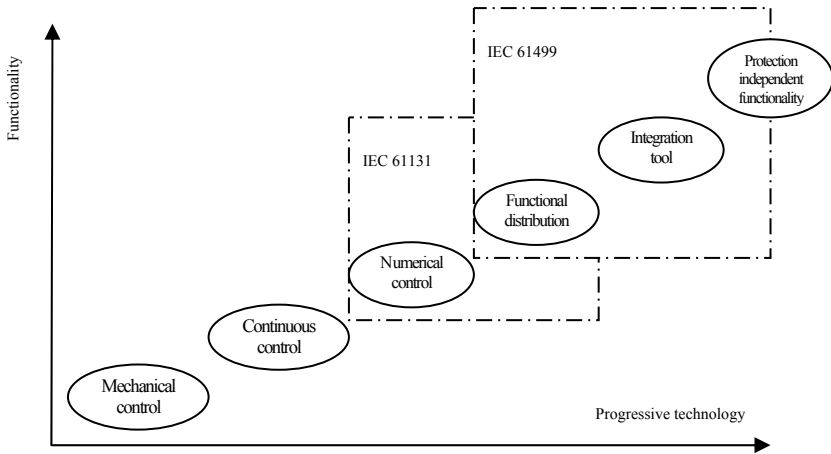 Functionality
IEC 61499
Protection
independent
functionality
Integration
tool
IEC 61131
Functional
distribution
Numerical
control
Continuous
control
Mechanical
control
Progressive technology